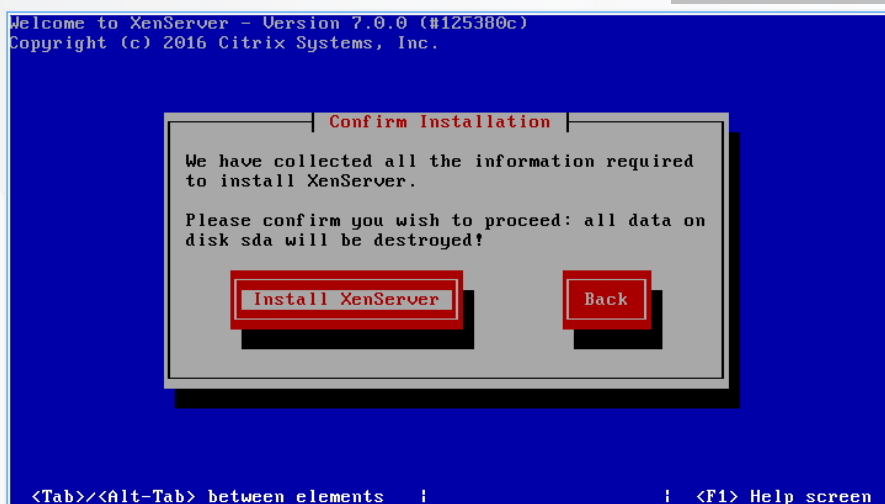 Welcome to XenServer - Version 7.0.0 (#125380c)
Copyright (c) 2016 Citrix Systems, Inc.
Confirm Installation
We have collected all the information required
to install XenServer.
Please confirm you wish to proceed: all data on
disk sda will be destroyed!
Install XenServer Back
<Tab>/<Alt-Tab> between elements | | <F1> Help screen